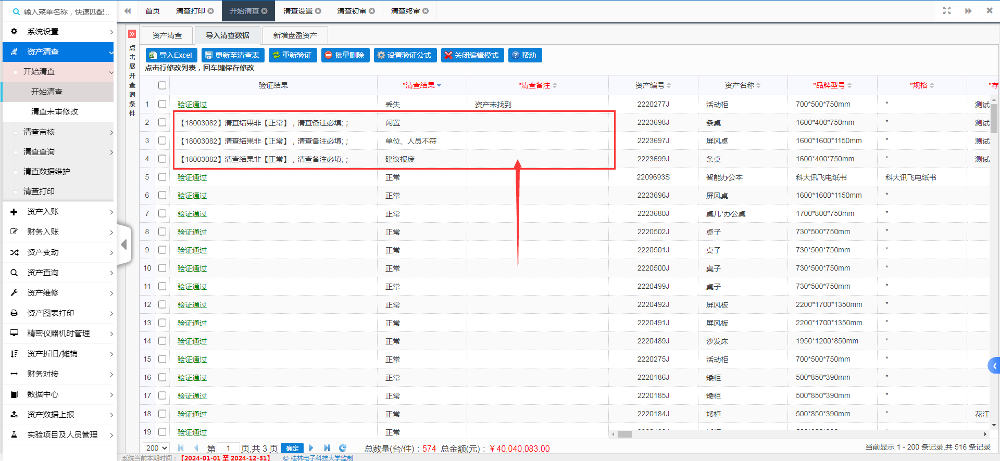 输入菜单名称，快速匹配...
首页
清查打印
开始清查
清查设置
清查初审
清查终审
系统设置
资产清查
开始清查
开始清查
清查未审修改
清查审核
清查查询
清查数据维护
清查打印
资产入账
财务入账
资产变动
资产查询
资产维修
资产图表打印
精密仪器机时管理
资产折旧/摊销
财务对接
数据中心
资产数据上报
实验项目及人员管理
点击展开查询条件
资产清查
导入清查数据
新增盘盈资产
导入Excel
更新至清查表
重新验证
批量删除
设置验证公式
关闭编辑模式
帮助
点击行修改列表，回车键保存修改
验证结果 *清查结果 *清查备注 资产编号 资产名称 *品牌型号 *规格 *存
1 验证通过 丢失 资产未找到 2220277J 活动柜 700*500*750mm * 测试
2 【18003082】清查结果非【正常】，清查备注必填；； 闲置 2223698J 条桌 1600*400*750mm * 测试
3 【18003082】清查结果非【正常】，清查备注必填；； 单位、人员不符 2223697J 屏风桌 1600*1600*1150mm * 测试
4 【18003082】清查结果非【正常】，清查备注必填；； 建议报废 2223699J 条桌 1600*400*750mm * 测试
5 验证通过 正常 2209693S 智能办公本 科大讯飞电纸书 科大讯飞电纸书
6 验证通过 正常 2223696J 屏风桌 1600*1600*1150mm *
7 验证通过 正常 2223680J 桌几*办公桌 1700*800*750mm *
8 验证通过 正常 2220502J 桌子 730*500*750mm *
9 验证通过 正常 2220501J 桌子 730*500*750mm *
10 验证通过 正常 2220500J 桌子 730*500*750mm *
11 验证通过 正常 2220499J 桌子 730*500*750mm *
12 验证通过 正常 2220492J 屏风板 2200*1700*1350mm *
13 验证通过 正常 2220491J 屏风板 2200*1700*1350mm *
14 验证通过 正常 2220489J 沙发床 1950*1200*850mm *
15 验证通过 正常 2220275J 活动柜 700*500*750mm *
16 验证通过 正常 2220186J 矮柜 500*850*390mm *
17 验证通过 正常 2220185J 矮柜 500*850*390mm *
18 验证通过 正常 2220184J 矮柜 500*850*390mm * 花江
19 验证通过 正常
200 第 1 页,共 3 页 确定 总数量(台/件)：574 总金额(元)：￥40,040,083.00 当前显示 1 - 200 条记录,共 516 条记录
系统当前本期时间：【2024-01-01 至 2024-12-31】 © 桂林电子科技大学监制